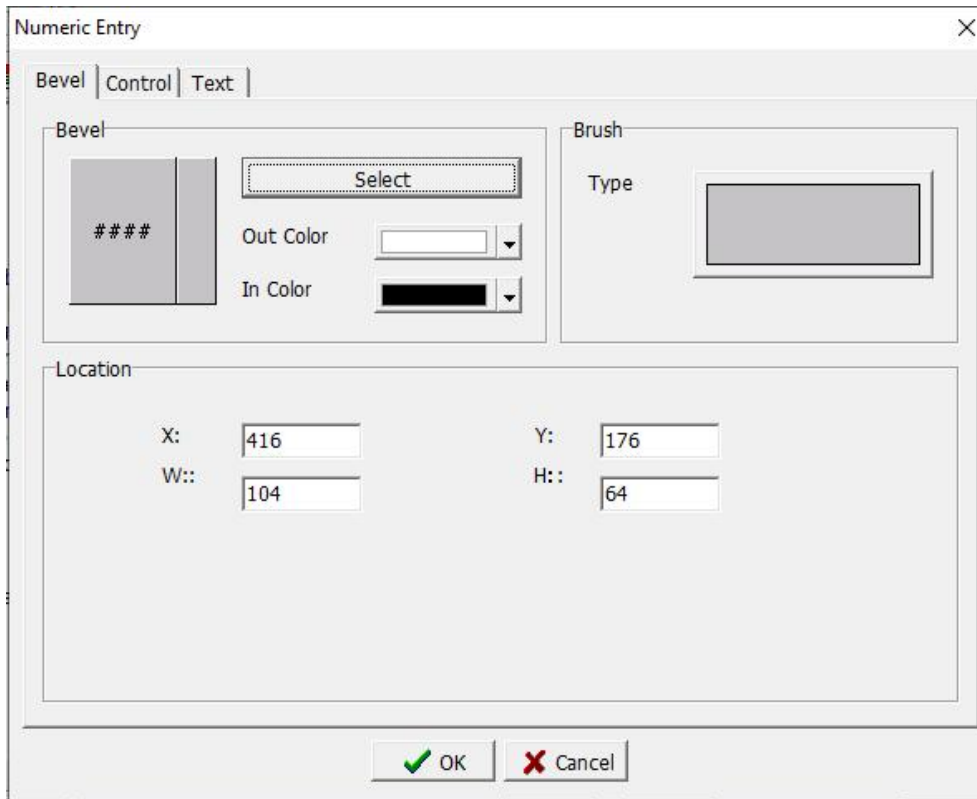 Numeric Entry
Bevel Control Text
Bevel
####
Select
Out Color
In Color
Brush
Type
Location
X: 416 Y: 176
W:: 104 H:: 64
OK Cancel